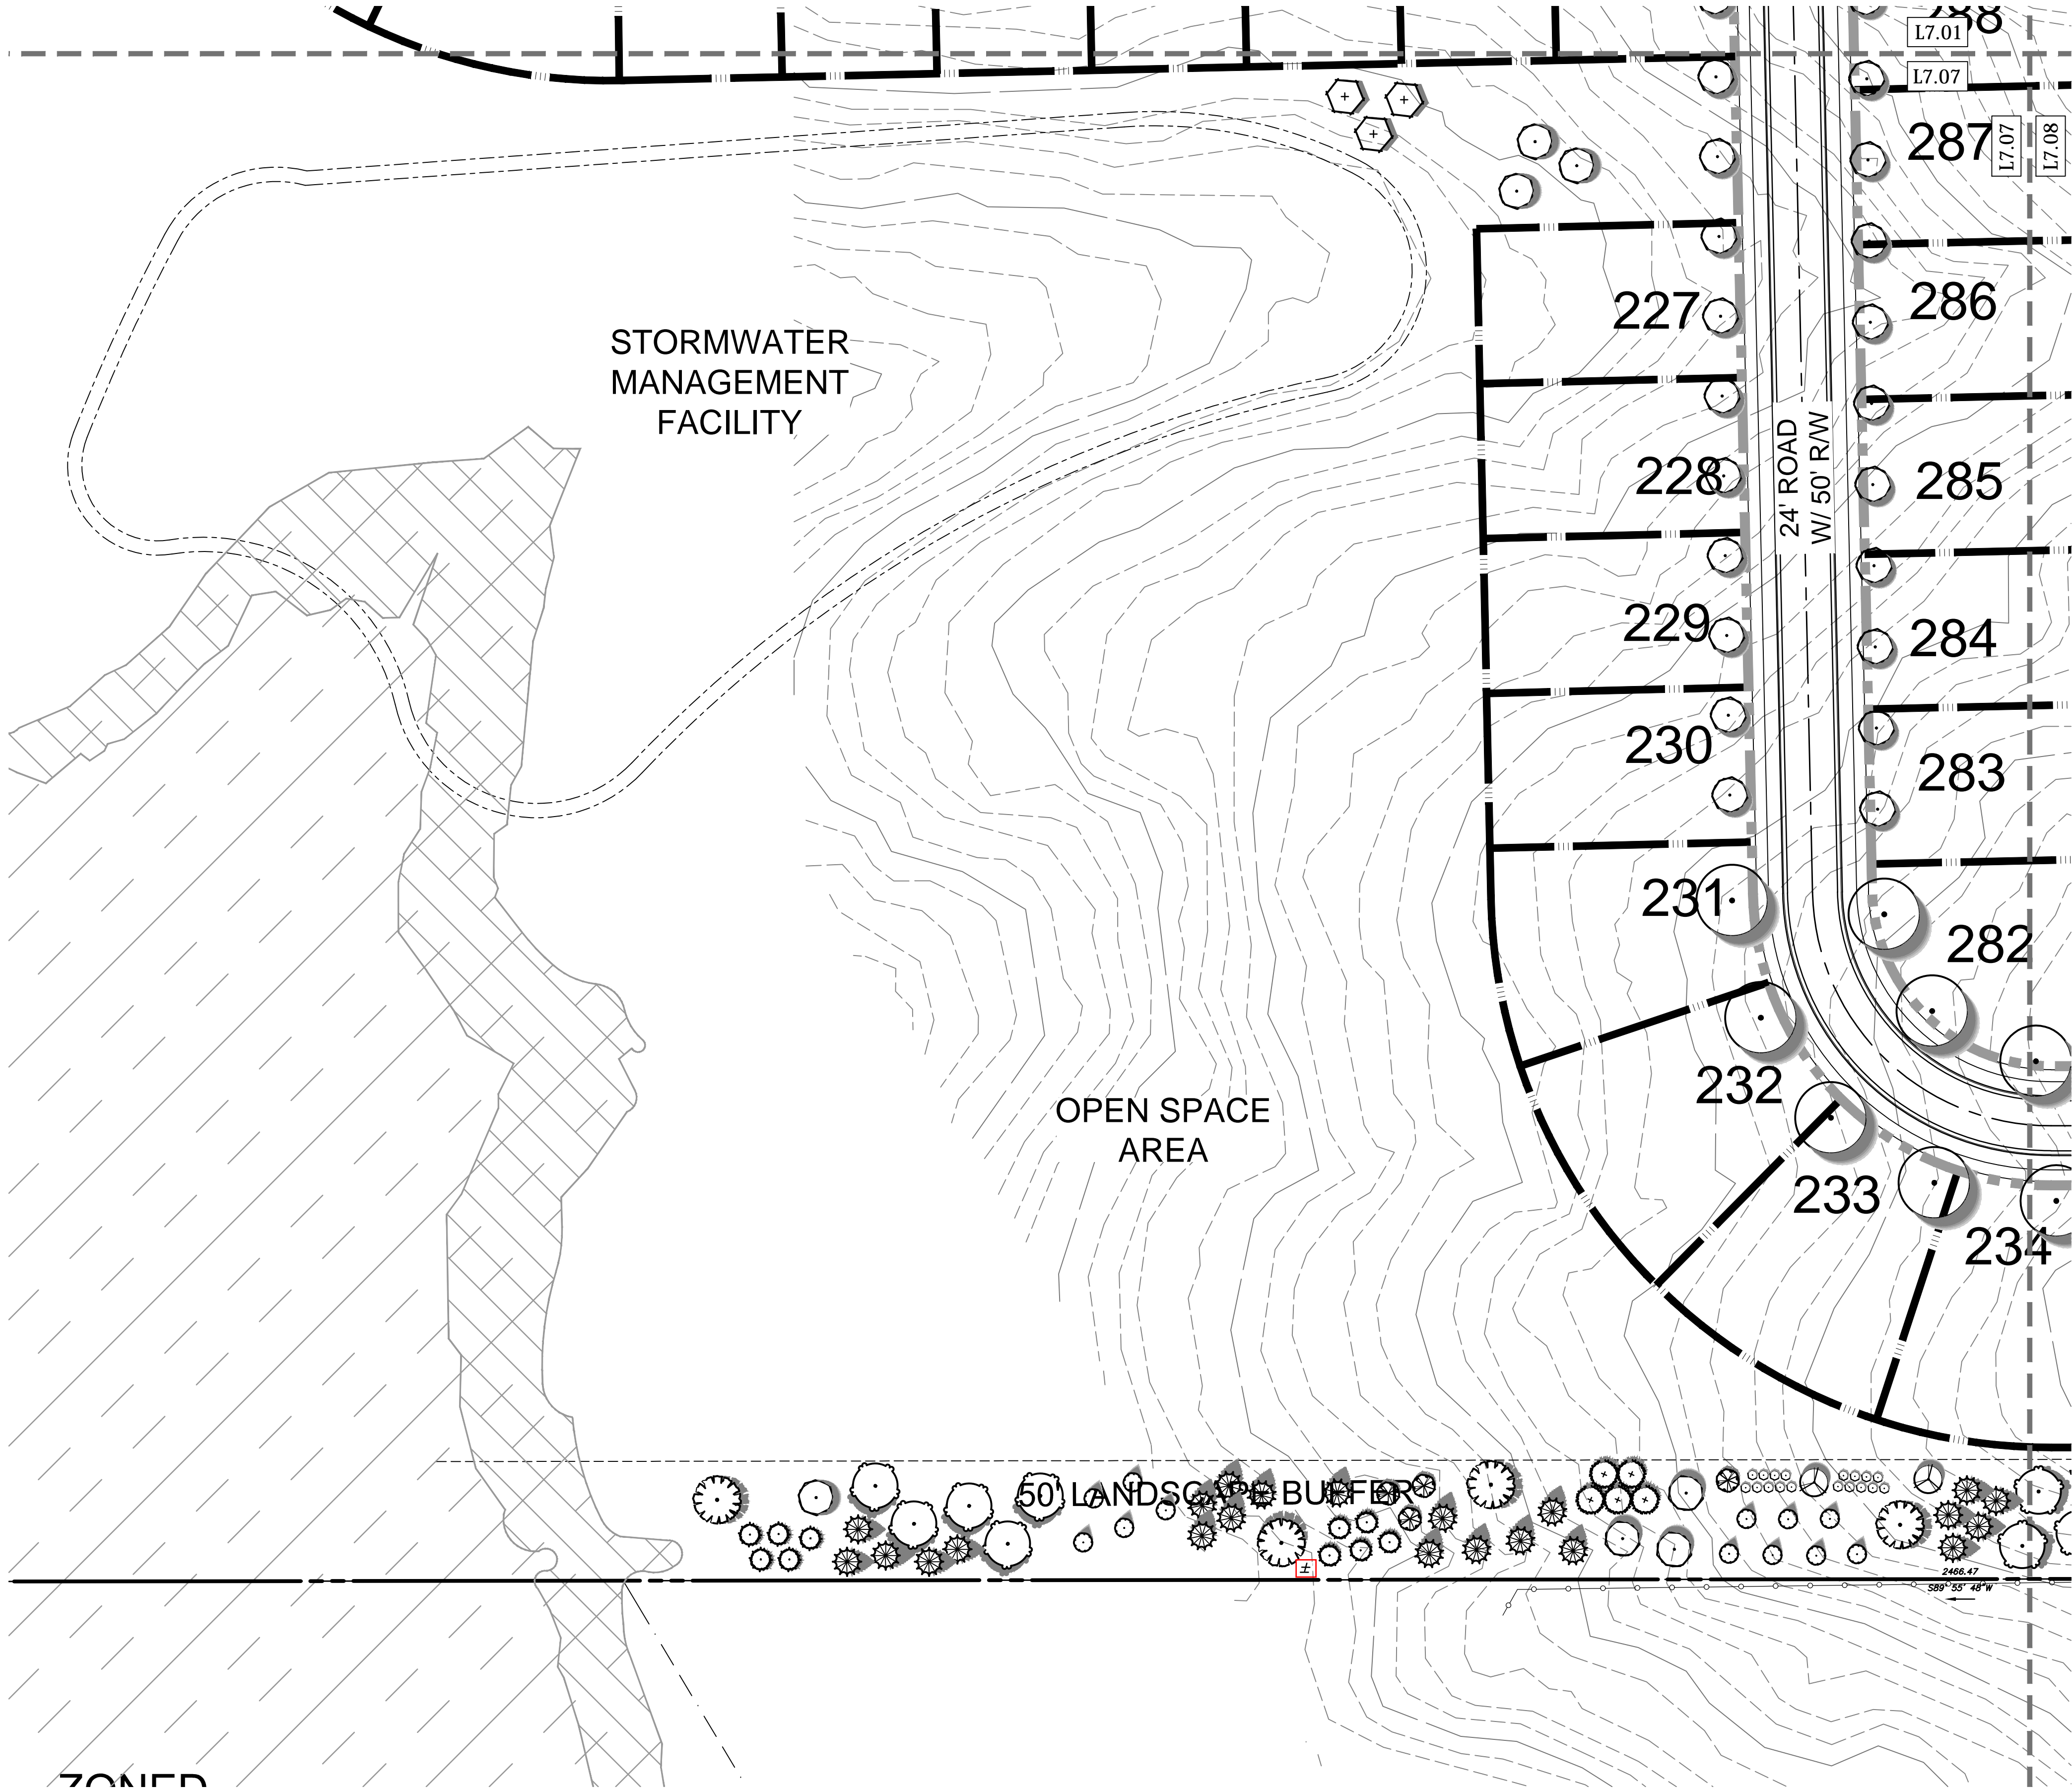 288
L7.01
L7.07
287
L7.07
L7.08
227
286
STORMWATER
MANAGEMENT
FACILITY
24' ROAD
W/ 50' R/W
228
285
229
284
230
283
231
282
232
OPEN SPACE
AREA
233
234
50' LANDSCAPE BUFFER
2466.47
S89° 55' 48"W
ZONED